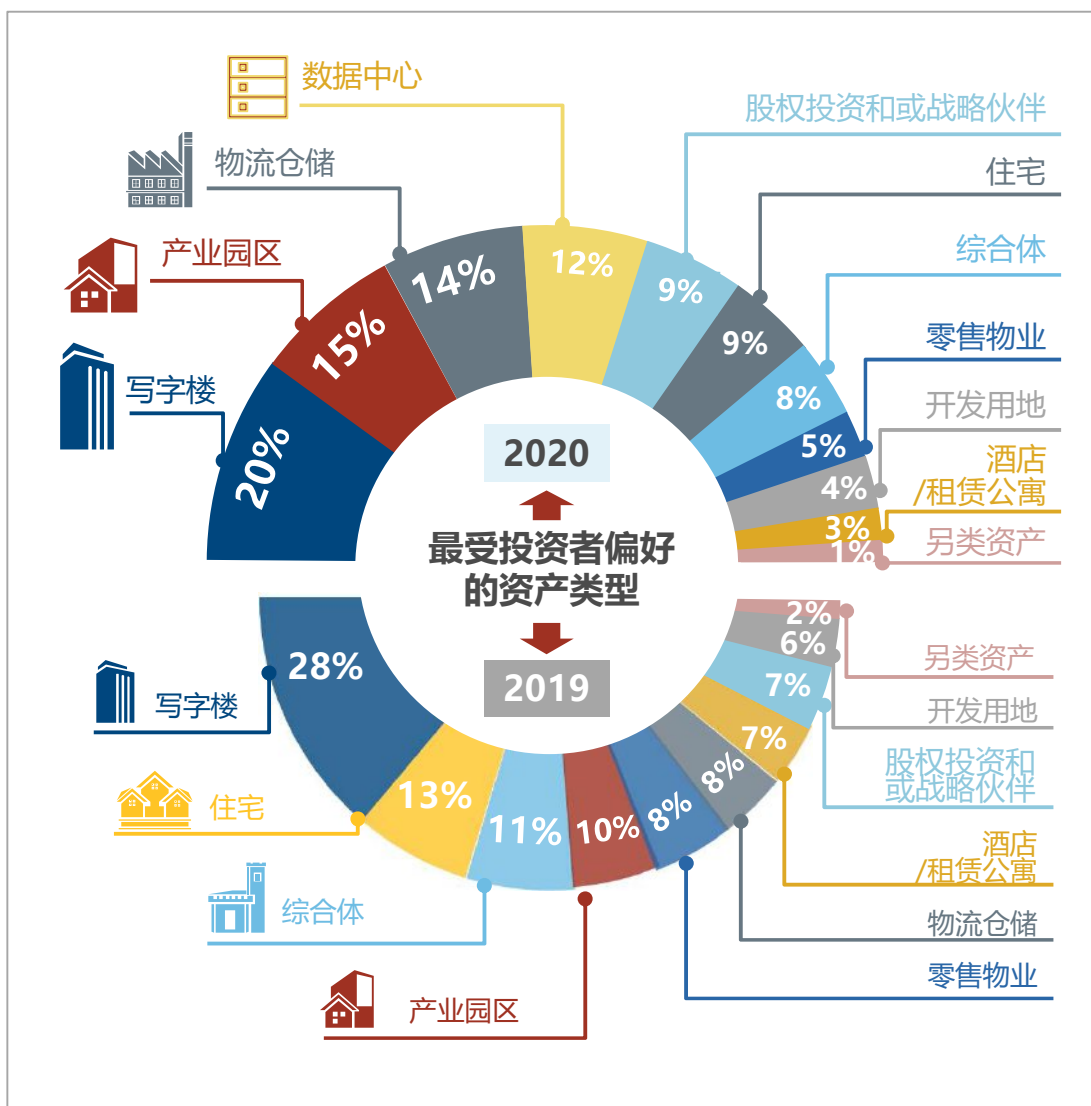 数据中心
股权投资和或战略伙伴
物流仓储
住宅
产业园区
综合体
写字楼
零售物业
开发用地
酒店
/租赁公寓
另类资产
20%
15%
14%
12%
9%
9%
8%
5%
4%
3%
1%
2020
最受投资者偏好
的资产类型
2019
28%
13%
11%
10%
8%
8%
7%
7%
6%
2%
写字楼
住宅
综合体
产业园区
另类资产
开发用地
股权投资和
或战略伙伴
酒店
/租赁公寓
物流仓储
零售物业